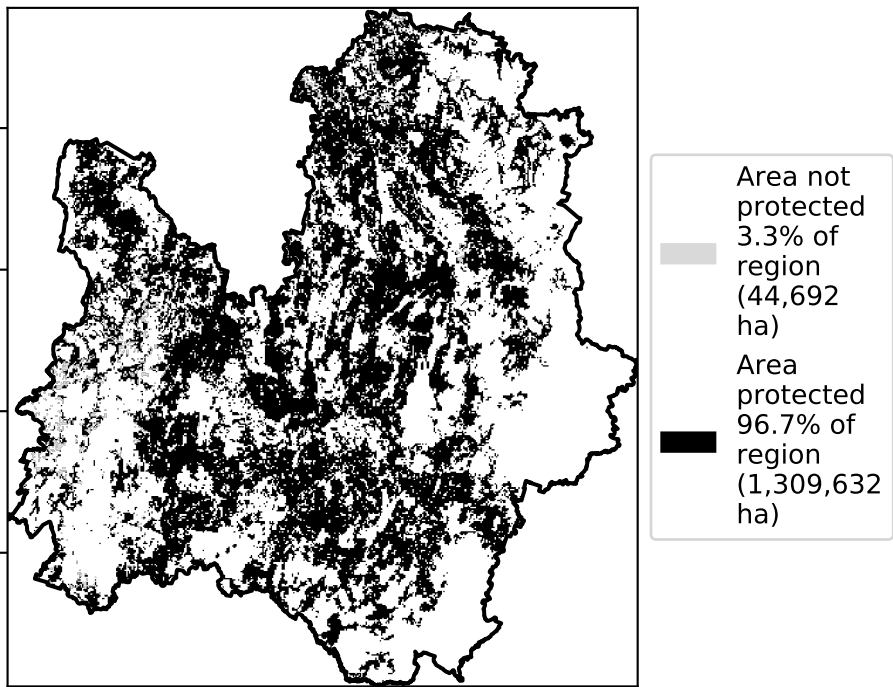 Area not
protected
3.3% of
region
(44,692
ha)
Area
protected
96.7% of
region
(1,309,632
ha)